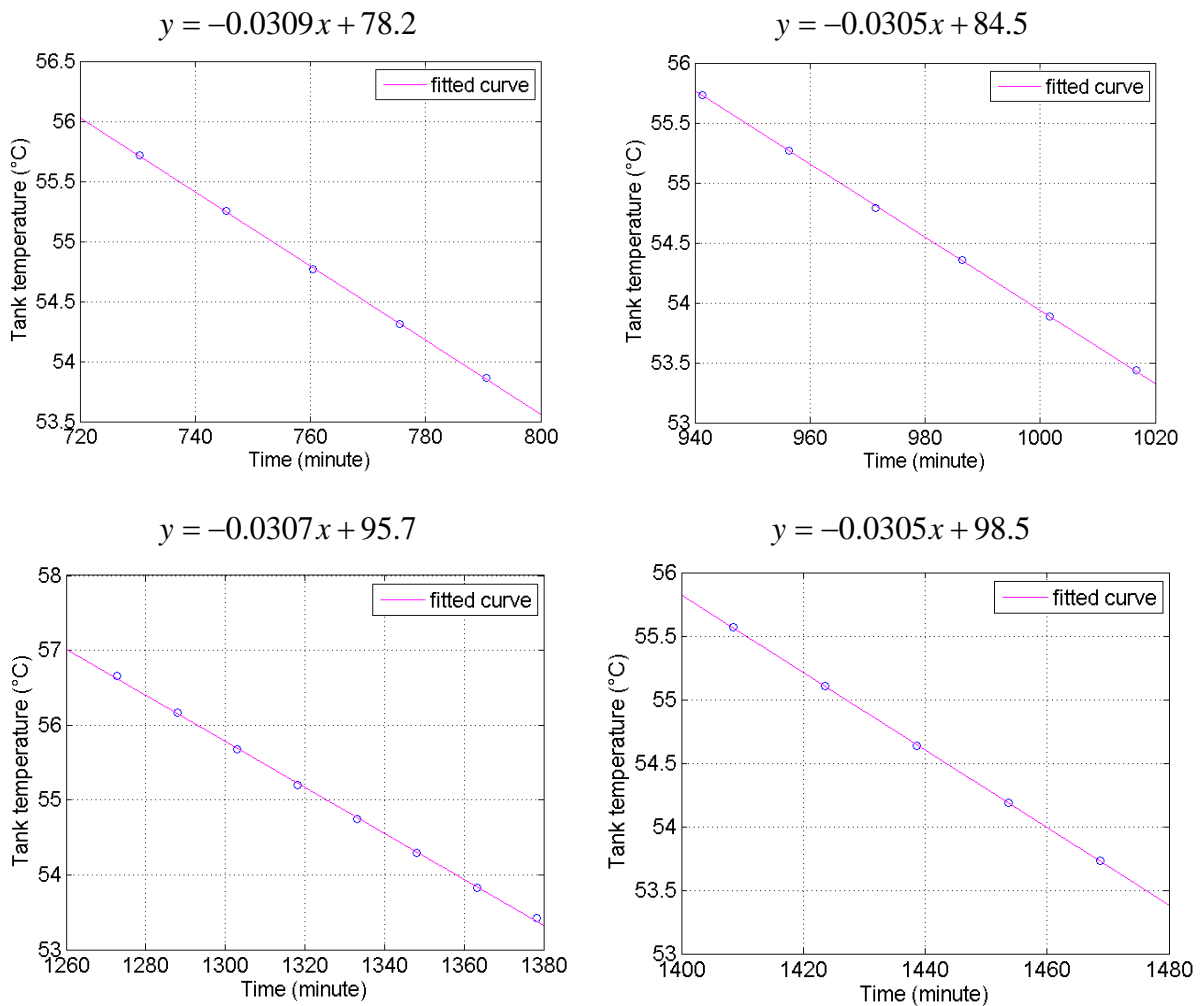 y = −0.0309x + 78.2
56.5
56
55.5
55
54.5
54
53.5
720 740 760 780 800
Tank temperature (°C)
Time (minute)
fitted curve
y = −0.0305x + 84.5
56
55.5
55
54.5
54
53.5
53
940 960 980 1000 1020
Tank temperature (°C)
Time (minute)
fitted curve
y = −0.0307x + 95.7
58
57
56
55
54
53
1260 1280 1300 1320 1340 1360 1380
Tank temperature (°C)
Time (minute)
fitted curve
y = −0.0305x + 98.5
56
55.5
55
54.5
54
53.5
53
1400 1420 1440 1460 1480
Tank temperature (°C)
Time (minute)
fitted curve